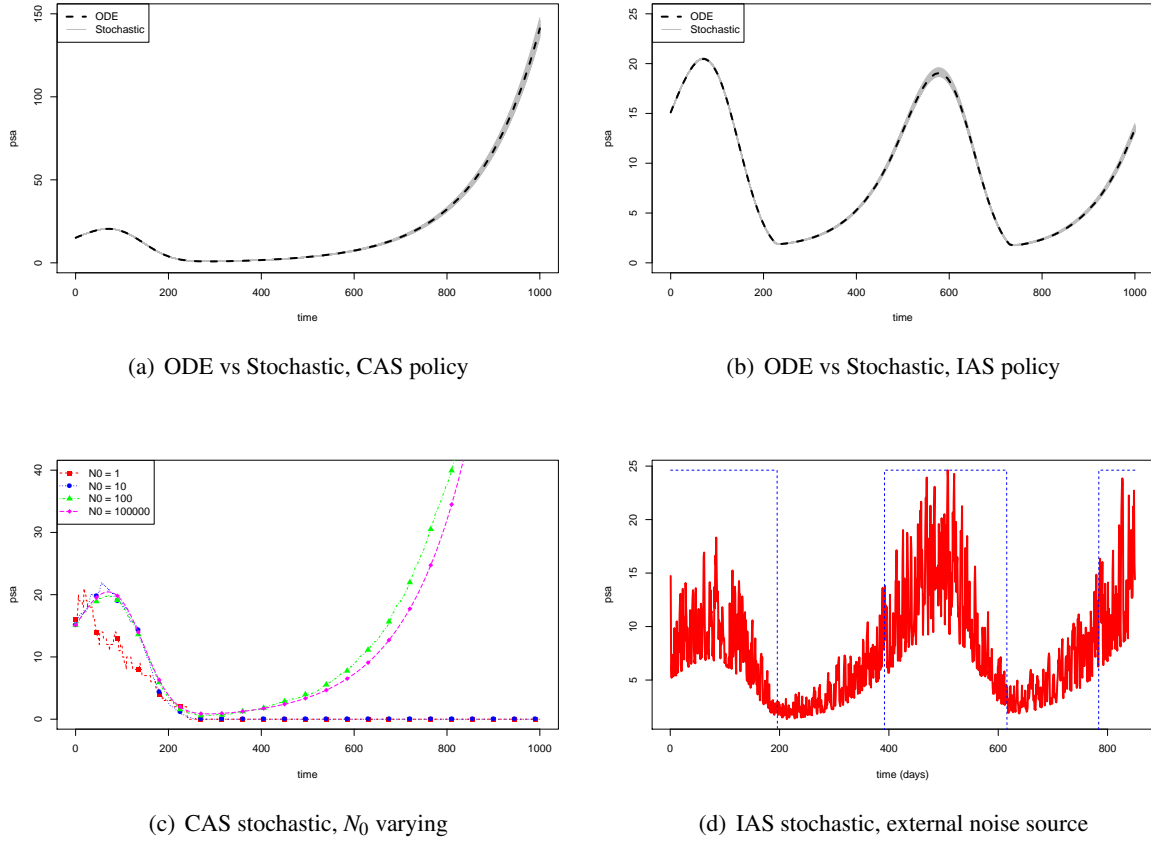 ODE
Stochastic
psa
0
50
100
150
0
200
400
600
800
1000
time
(a) ODE vs Stochastic, CAS policy
ODE
Stochastic
psa
0
5
10
15
20
25
0
200
400
600
800
1000
time
(b) ODE vs Stochastic, IAS policy
N0 = 1
N0 = 10
N0 = 100
N0 = 100000
psa
0
10
20
30
40
0
200
400
600
800
1000
time
(c) CAS stochastic, N0 varying
psa
5
10
15
20
25
0
200
400
600
800
time (days)
(d) IAS stochastic, external noise source